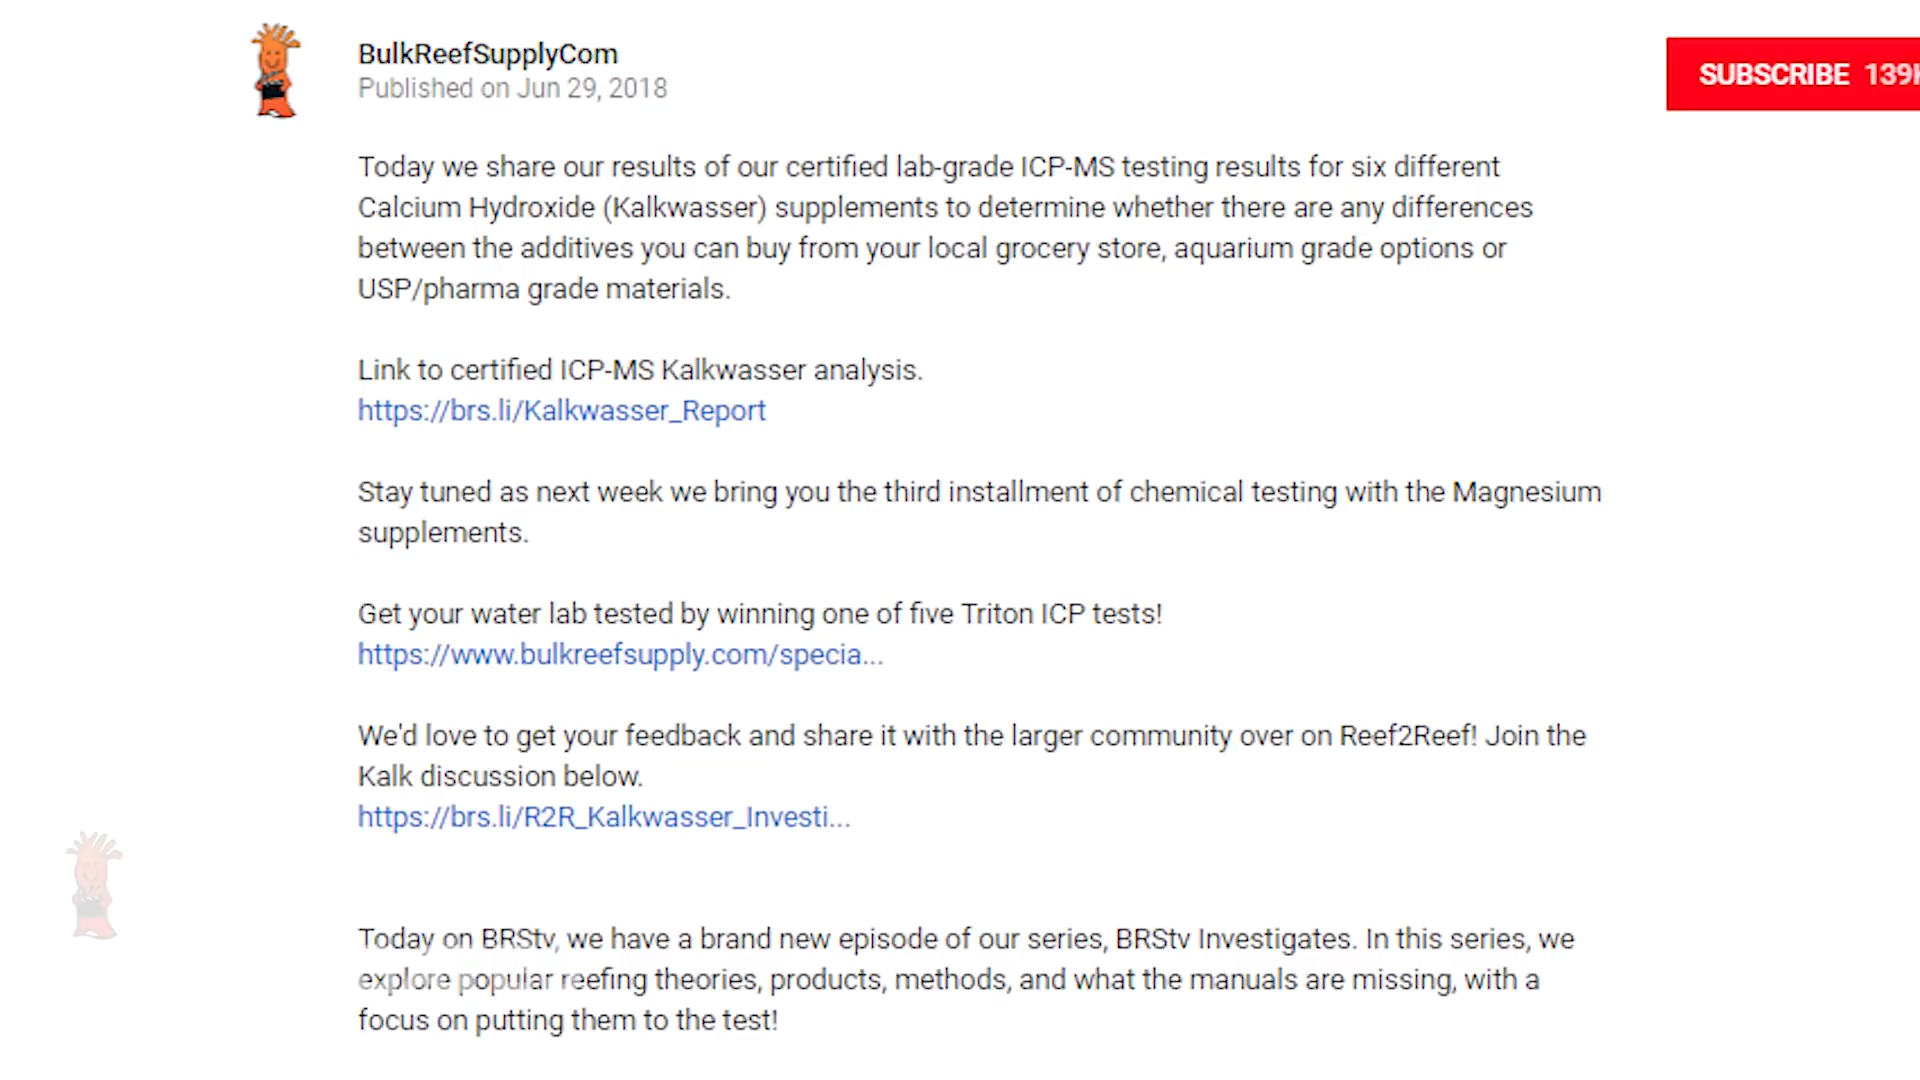 BulkReefSupplyCom
Published on Jun 29, 2018
SUBSCRIBE 139K
Today we share our results of our certified lab-grade ICP-MS testing results for six different
Calcium Hydroxide (Kalkwasser) supplements to determine whether there are any differences
between the additives you can buy from your local grocery store, aquarium grade options or
USP/pharma grade materials.
Link to certified ICP-MS Kalkwasser analysis.
https://brs.li/Kalkwasser_Report
Stay tuned as next week we bring you the third installment of chemical testing with the Magnesium
supplements.
Get your water lab tested by winning one of five Triton ICP tests!
https://www.bulkreefsupply.com/specia...
We'd love to get your feedback and share it with the larger community over on Reef2Reef! Join the
Kalk discussion below.
https://brs.li/R2R_Kalkwasser_Investi...
Today on BRStv, we have a brand new episode of our series, BRStv Investigates. In this series, we
explore popular reefing theories, products, methods, and what the manuals are missing, with a
focus on putting them to the test!